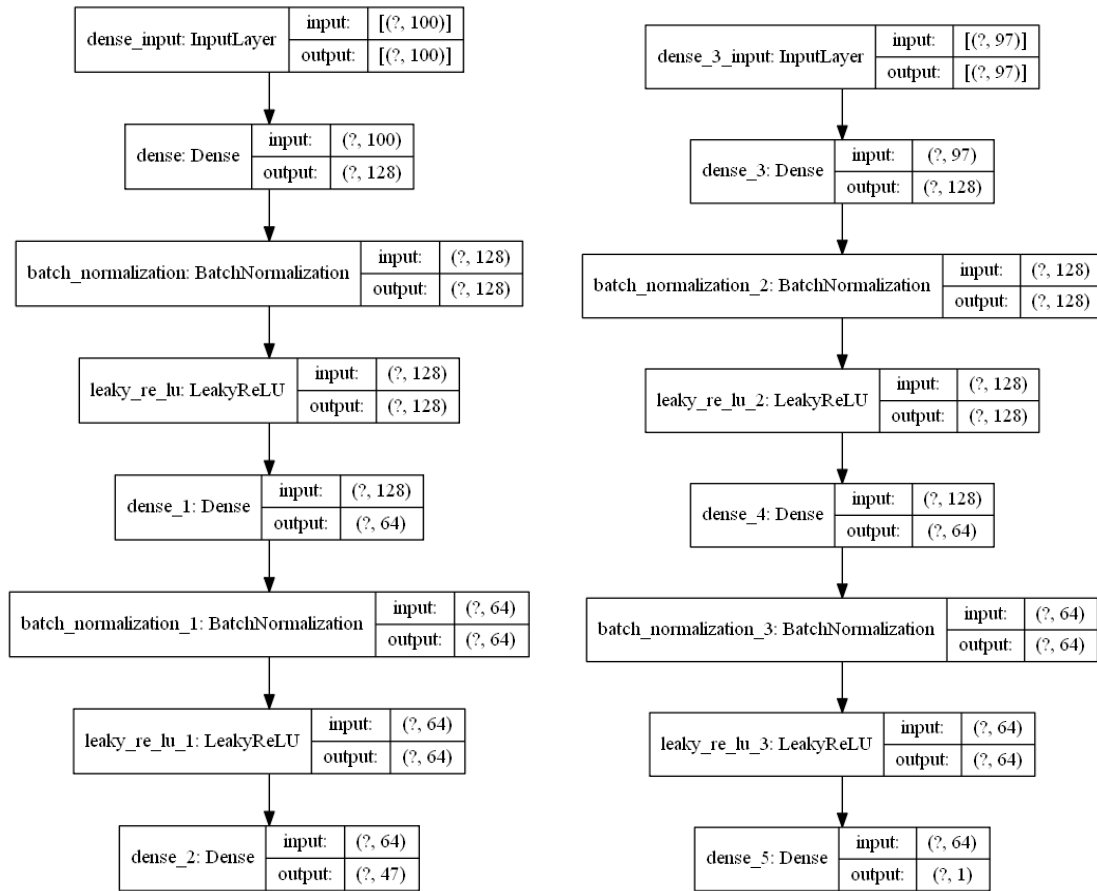 dense_input: InputLayer
input: [(?, 100)]
output: [(?, 100)]
dense: Dense
input: (?, 100)
output: (?, 128)
batch_normalization: BatchNormalization
input: (?, 128)
output: (?, 128)
leaky_re_lu: LeakyReLU
input: (?, 128)
output: (?, 128)
dense_1: Dense
input: (?, 128)
output: (?, 64)
batch_normalization_1: BatchNormalization
input: (?, 64)
output: (?, 64)
leaky_re_lu_1: LeakyReLU
input: (?, 64)
output: (?, 64)
dense_2: Dense
input: (?, 64)
output: (?, 47)
dense_3_input: InputLayer
input: [(?, 97)]
output: [(?, 97)]
dense_3: Dense
input: (?, 97)
output: (?, 128)
batch_normalization_2: BatchNormalization
input: (?, 128)
output: (?, 128)
leaky_re_lu_2: LeakyReLU
input: (?, 128)
output: (?, 128)
dense_4: Dense
input: (?, 128)
output: (?, 64)
batch_normalization_3: BatchNormalization
input: (?, 64)
output: (?, 64)
leaky_re_lu_3: LeakyReLU
input: (?, 64)
output: (?, 64)
dense_5: Dense
input: (?, 64)
output: (?, 1)